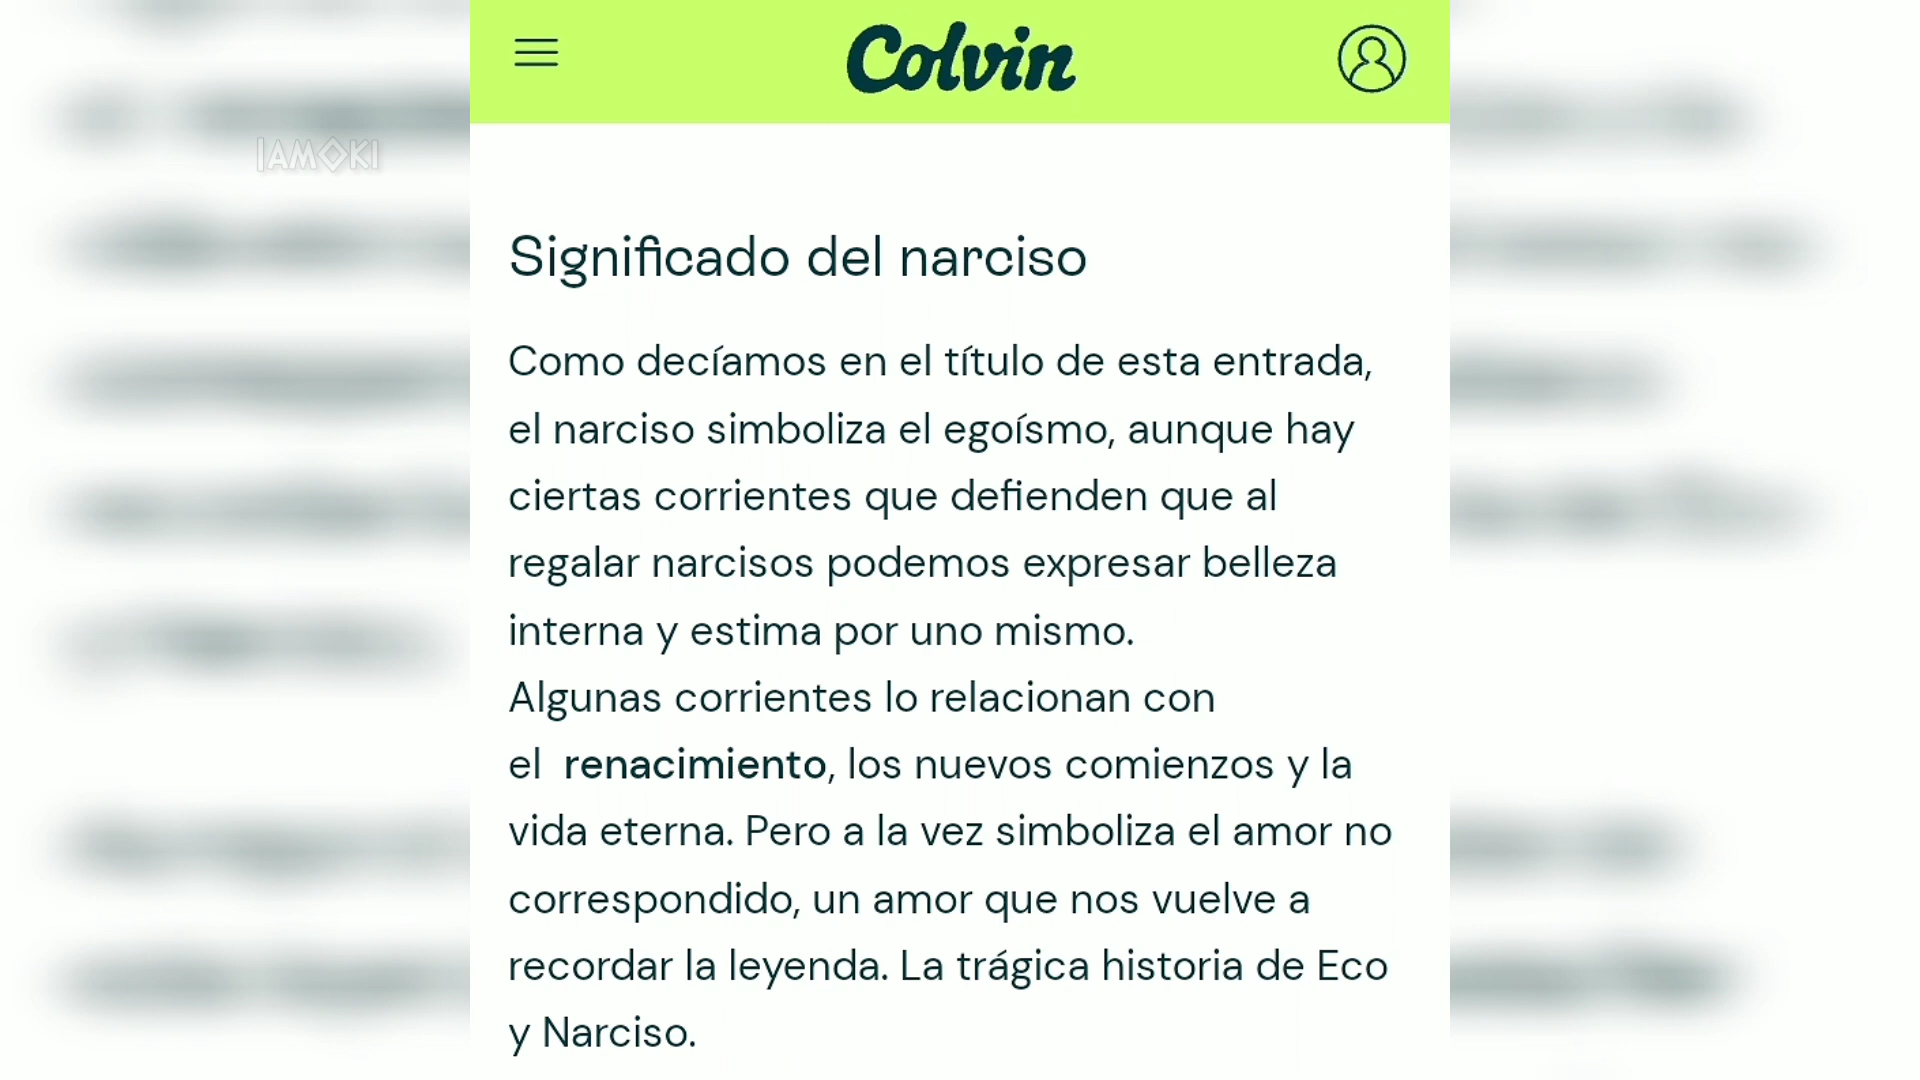 Colvin
IAMOKI
Significado del narciso
Como decíamos en el título de esta entrada,
el narciso simboliza el egoísmo, aunque hay
ciertas corrientes que defienden que al
regalar narcisos podemos expresar belleza
interna y estima por uno mismo.
Algunas corrientes lo relacionan con
el renacimiento, los nuevos comienzos y la
vida eterna. Pero a la vez simboliza el amor no
correspondido, un amor que nos vuelve a
recordar la leyenda. La trágica historia de Eco
y Narciso.